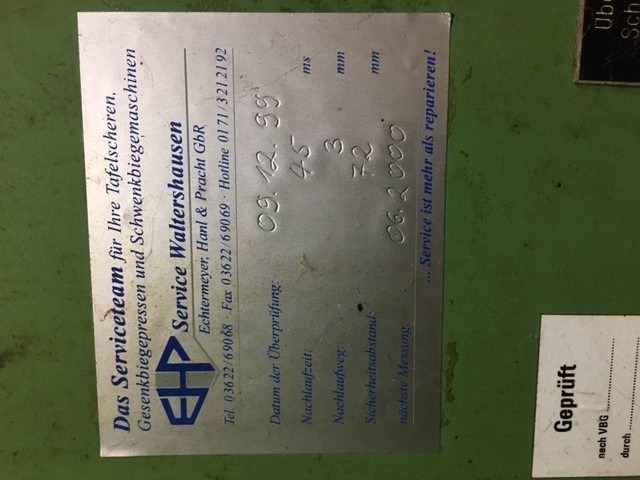 Das Serviceteam für Ihre Tafelscheren,
Gesenkbiegepressen und Schwenkbiegemaschinen
EHP Service Waltershausen
Echtermeyer, Hanl & Pracht GbR
Tel. 03622/69068 · Fax 03622/69069 · Hotline 0171/3212192
Datum der Überprüfung: 09.12.99
Nachlaufzeit: 45 ms
Nachlaufweg 3 mm
Sicherheitsabstand: 72 mm
nächste Messung 06.2000
... Service ist mehr als reparieren!
Geprüft
nach VBG
durch